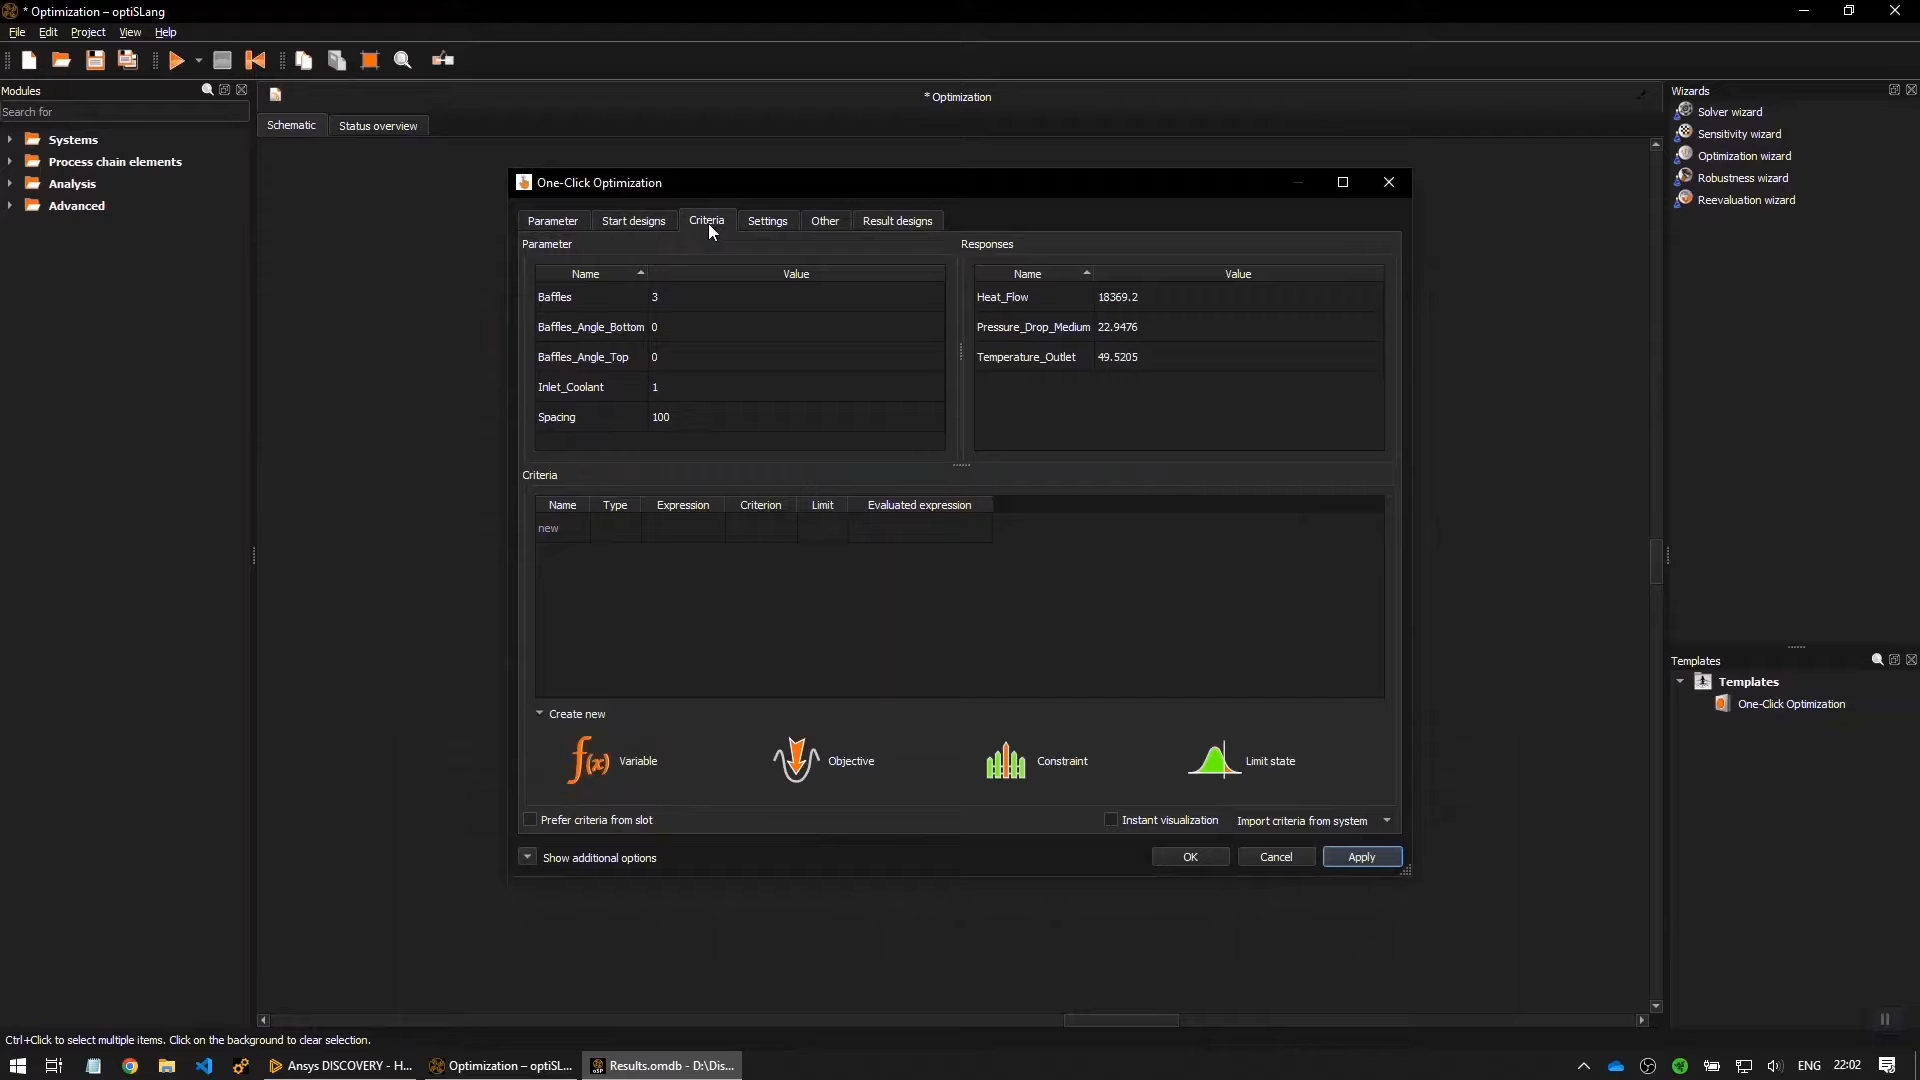 * Optimization – optiSLang
File Edit Project View Help
Modules
Search for
Systems
Process chain elements
Analysis
Advanced
* Optimization
Schematic Status overview
One-Click Optimization
Parameter Start designs Criteria Settings Other Result designs
Parameter
Name Value
Baffles 3
Baffles_Angle_Bottom 0
Baffles_Angle_Top 0
Inlet_Coolant 1
Spacing 100
Responses
Name Value
Heat_Flow 18369.2
Pressure_Drop_Medium 22.9476
Temperature_Outlet 49.5205
Criteria
Name Type Expression Criterion Limit Evaluated expression
new
Create new
f(x) Variable Objective Constraint Limit state
Prefer criteria from slot Instant visualization Import criteria from system
Show additional options OK Cancel Apply
Wizards
Solver wizard
Sensitivity wizard
Optimization wizard
Robustness wizard
Reevaluation wizard
Templates
Templates
One-Click Optimization
Ctrl+Click to select multiple items. Click on the background to clear selection.
Ansys DISCOVERY - H... Optimization – optiSL... Results.omdb - D:\Dis... ENG 22:02